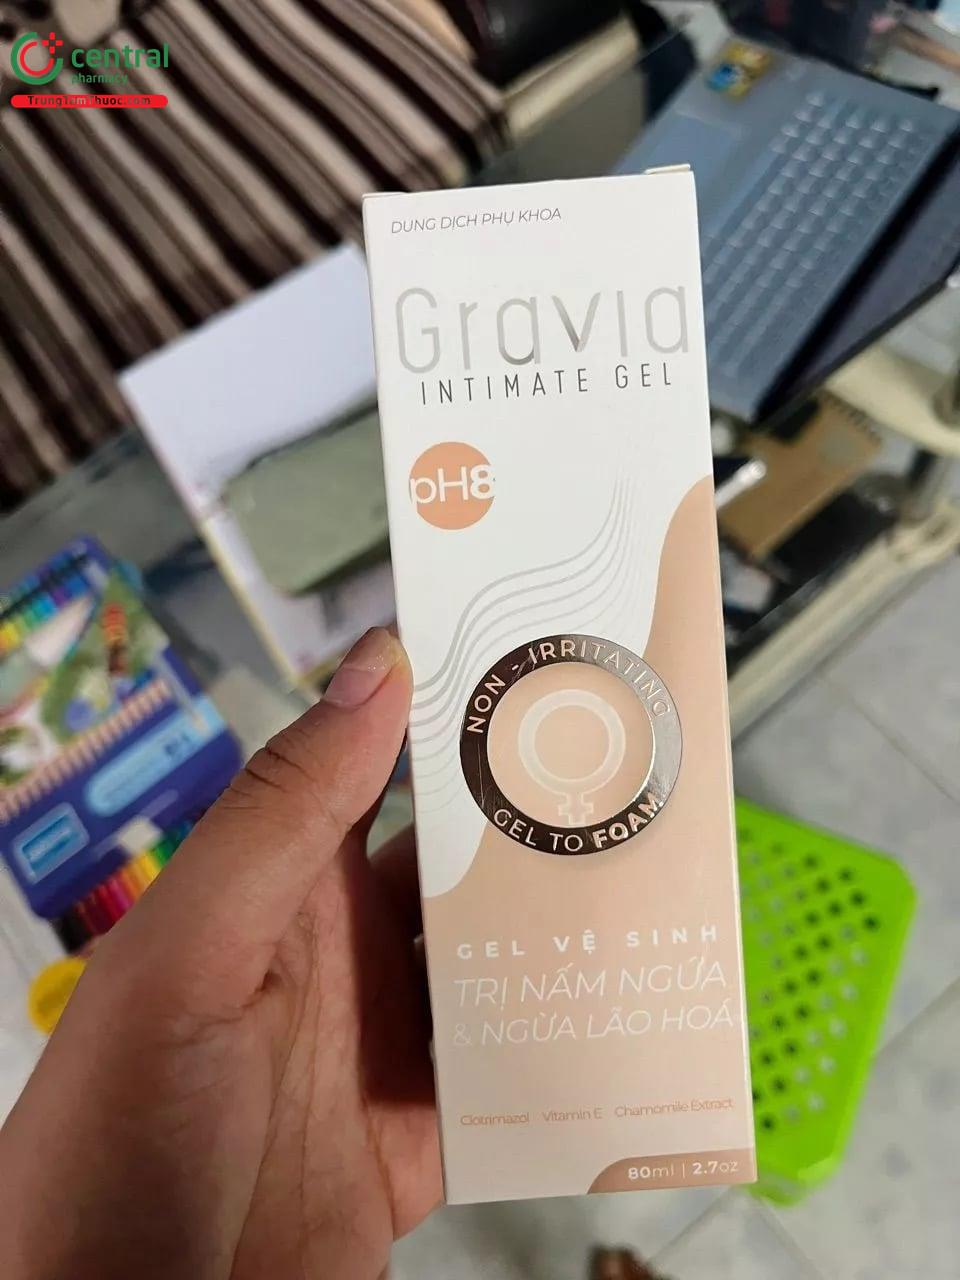 central
pharmacy
TrungTamThuoc.com
DUNG DỊCH PHỤ KHOA
Gravia
INTIMATE GEL
pH8
NON - IRRITATING
GEL TO FOAM
GEL VỆ SINH
TRỊ NẤM NGỨA
& NGỪA LÃO HOÁ
Clotrimazol Vitamin E Chamomile Extract
80ml | 2.7oz